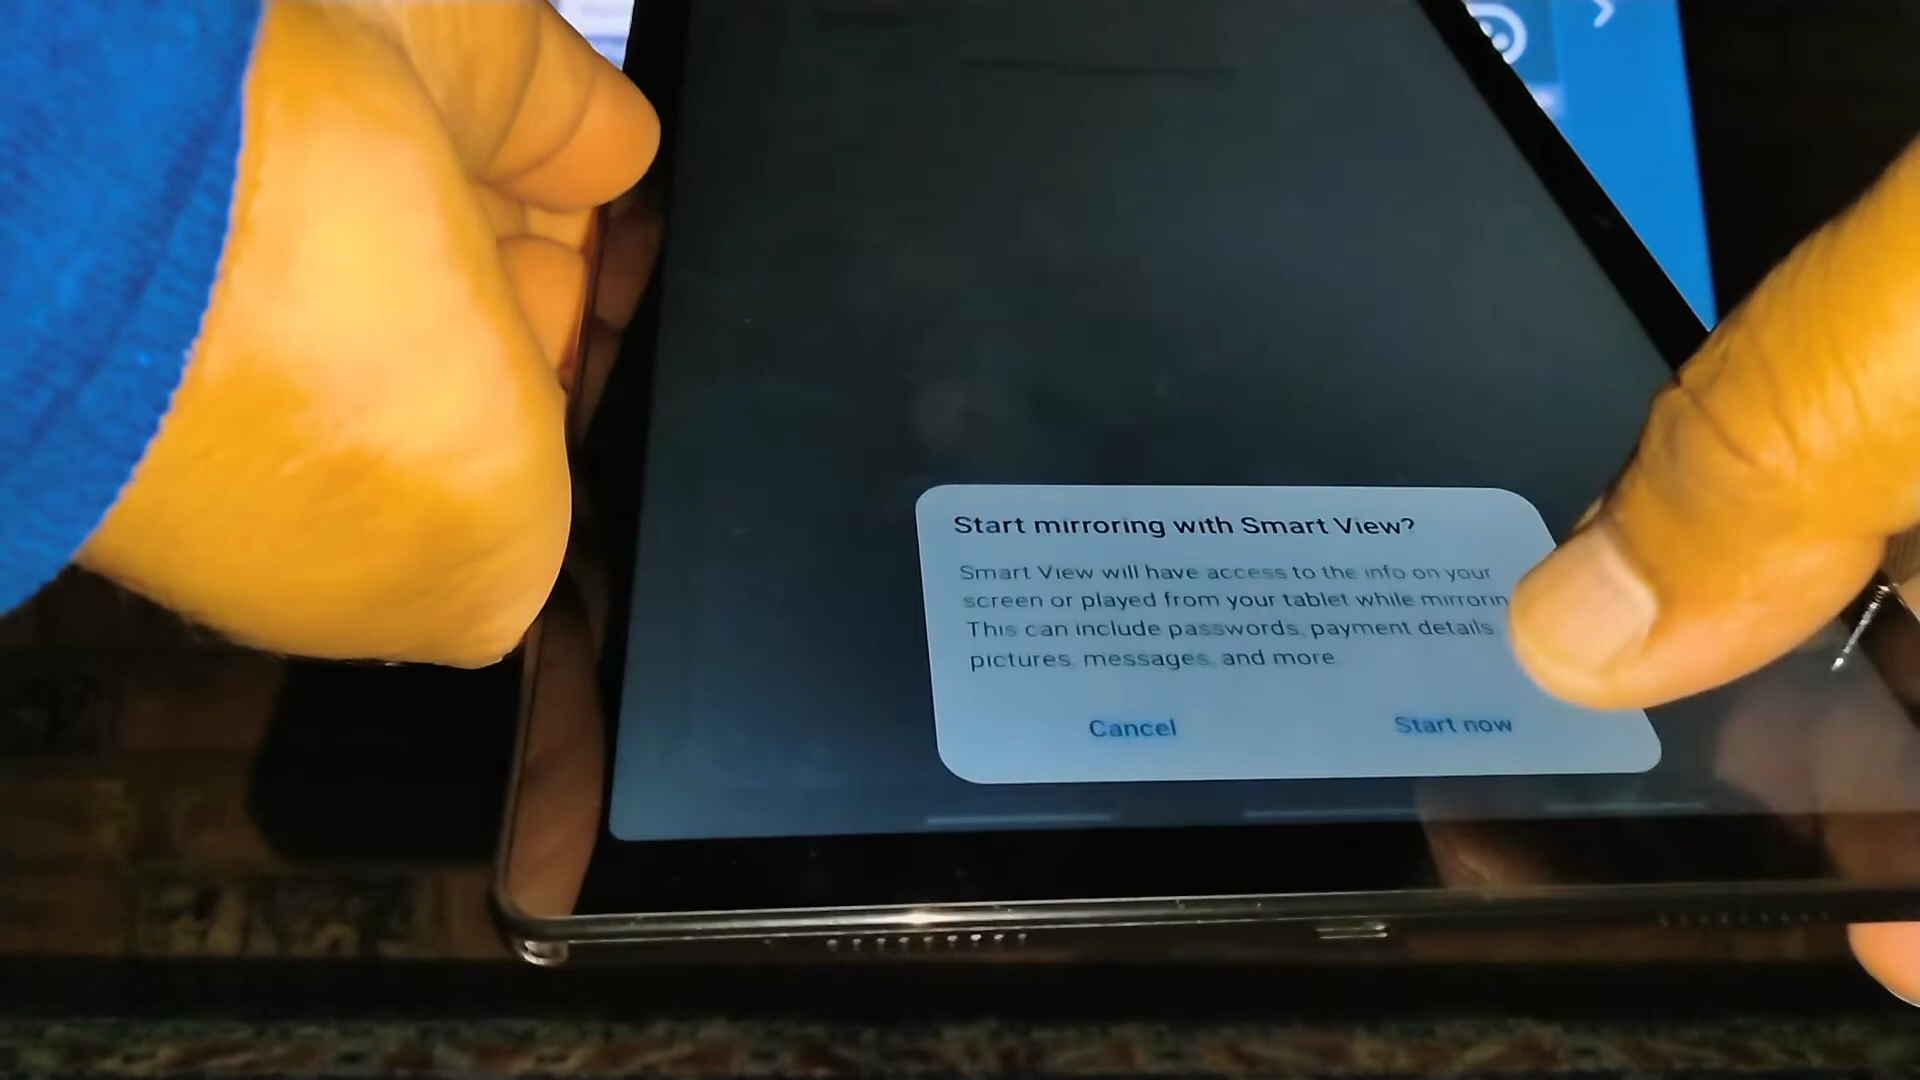 Start mirroring with Smart View?
Smart View will have access to the info on your
screen or played from your tablet while mirrorin
This can include passwords, payment details,
pictures, messages, and more.
Cancel
Start now